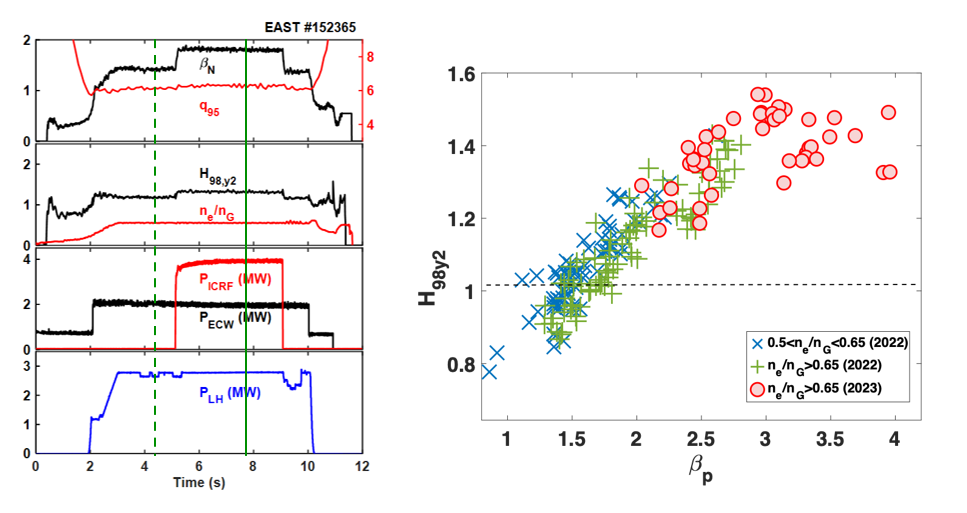 EAST #152365
2
1
0
8
6
4
β_N
q_95
2
1
0
H_98,y2
n_e/n_G
4
2
0
P_ICRF (MW)
P_ECW (MW)
3
2
1
0
P_LH (MW)
0 2 4 6 8 10 12
Time (s)
1.6
1.4
1.2
1
0.8
H_98y2
0.5<n_e/n_G<0.65 (2022)
n_e/n_G>0.65 (2022)
n_e/n_G>0.65 (2023)
1 1.5 2 2.5 3 3.5 4
β_p